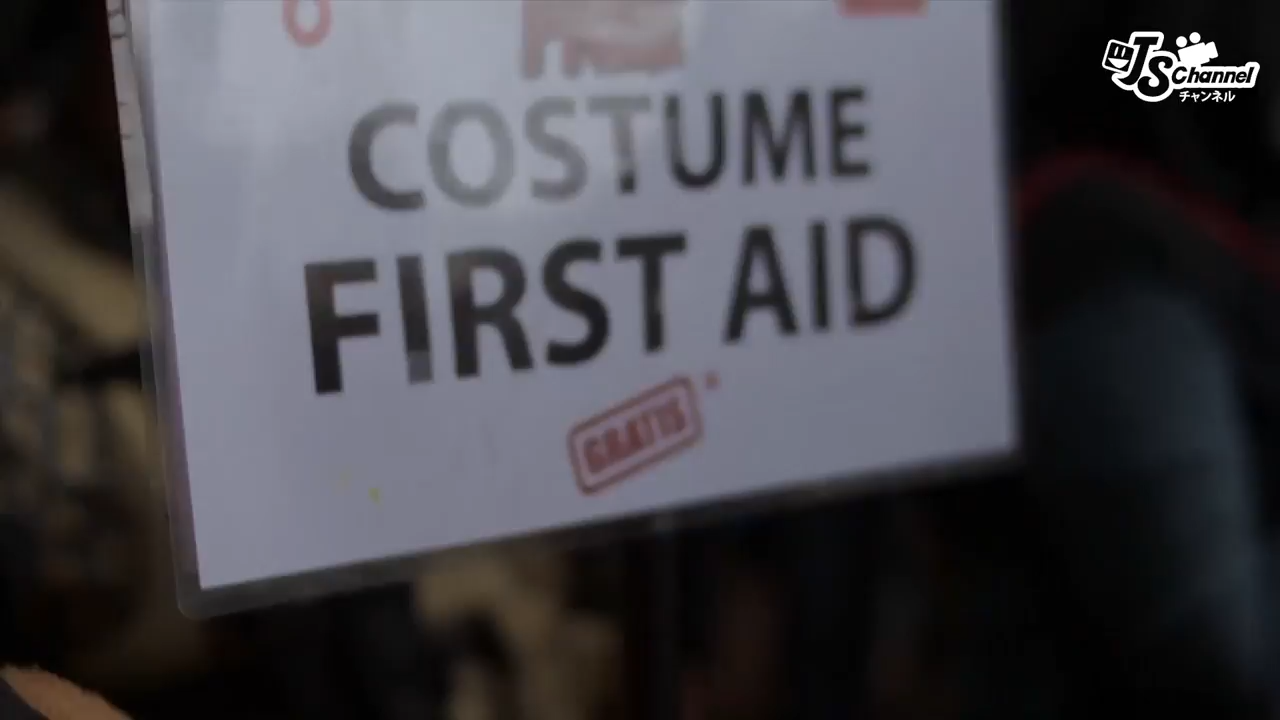 COSTUME
FIRST AID
GRATIS
JS Channel
チャンネル